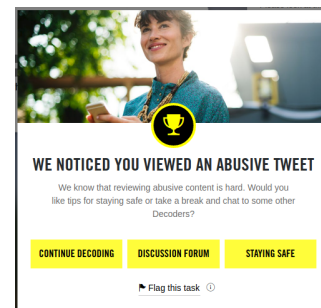 WE NOTICED YOU VIEWED AN ABUSIVE TWEET
We know that reviewing abusive content is hard. Would you
like tips for staying safe or take a break and chat to some other
Decoders?
CONTINUE DECODING
DISCUSSION FORUM
STAYING SAFE
Flag this task